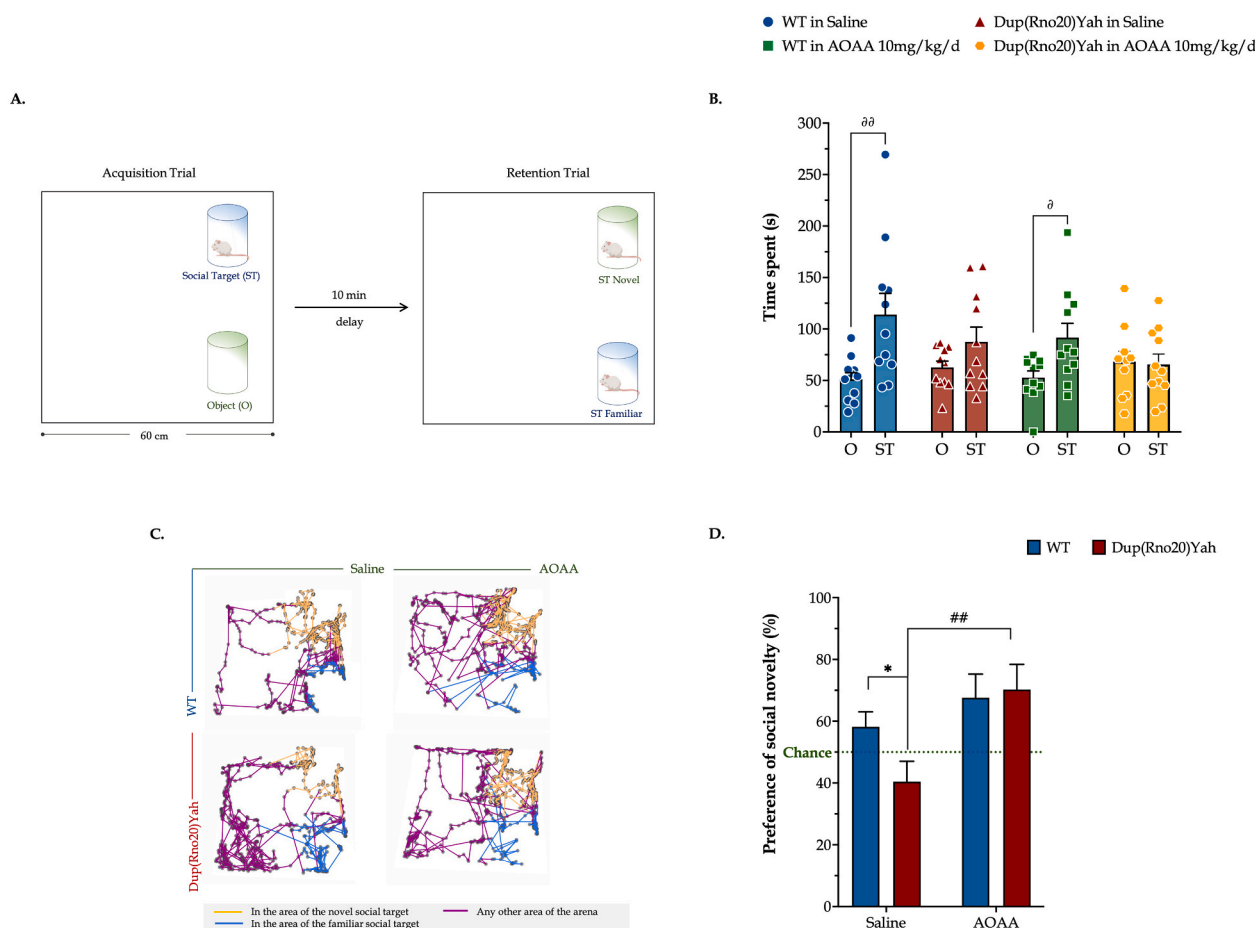 WT in Saline
Dup(Rno20)Yah in Saline
WT in AOAA 10mg/kg/d
Dup(Rno20)Yah in AOAA 10mg/kg/d
A.
B.
Acquisition Trial
Retention Trial
Social Target (ST)
Object (O)
60 cm
10 min
delay
ST Novel
ST Familiar
Time spent (s)
300
250
200
150
100
50
0
∂∂
∂
O ST O ST O ST O ST
C.
Saline
AOAA
WT
Dup(Rno20)Yah
In the area of the novel social target
Any other area of the arena
In the area of the familiar social target
D.
WT
Dup(Rno20)Yah
Preference of social novelty (%)
100
80
60
40
20
0
Chance
*
##
Saline
AOAA